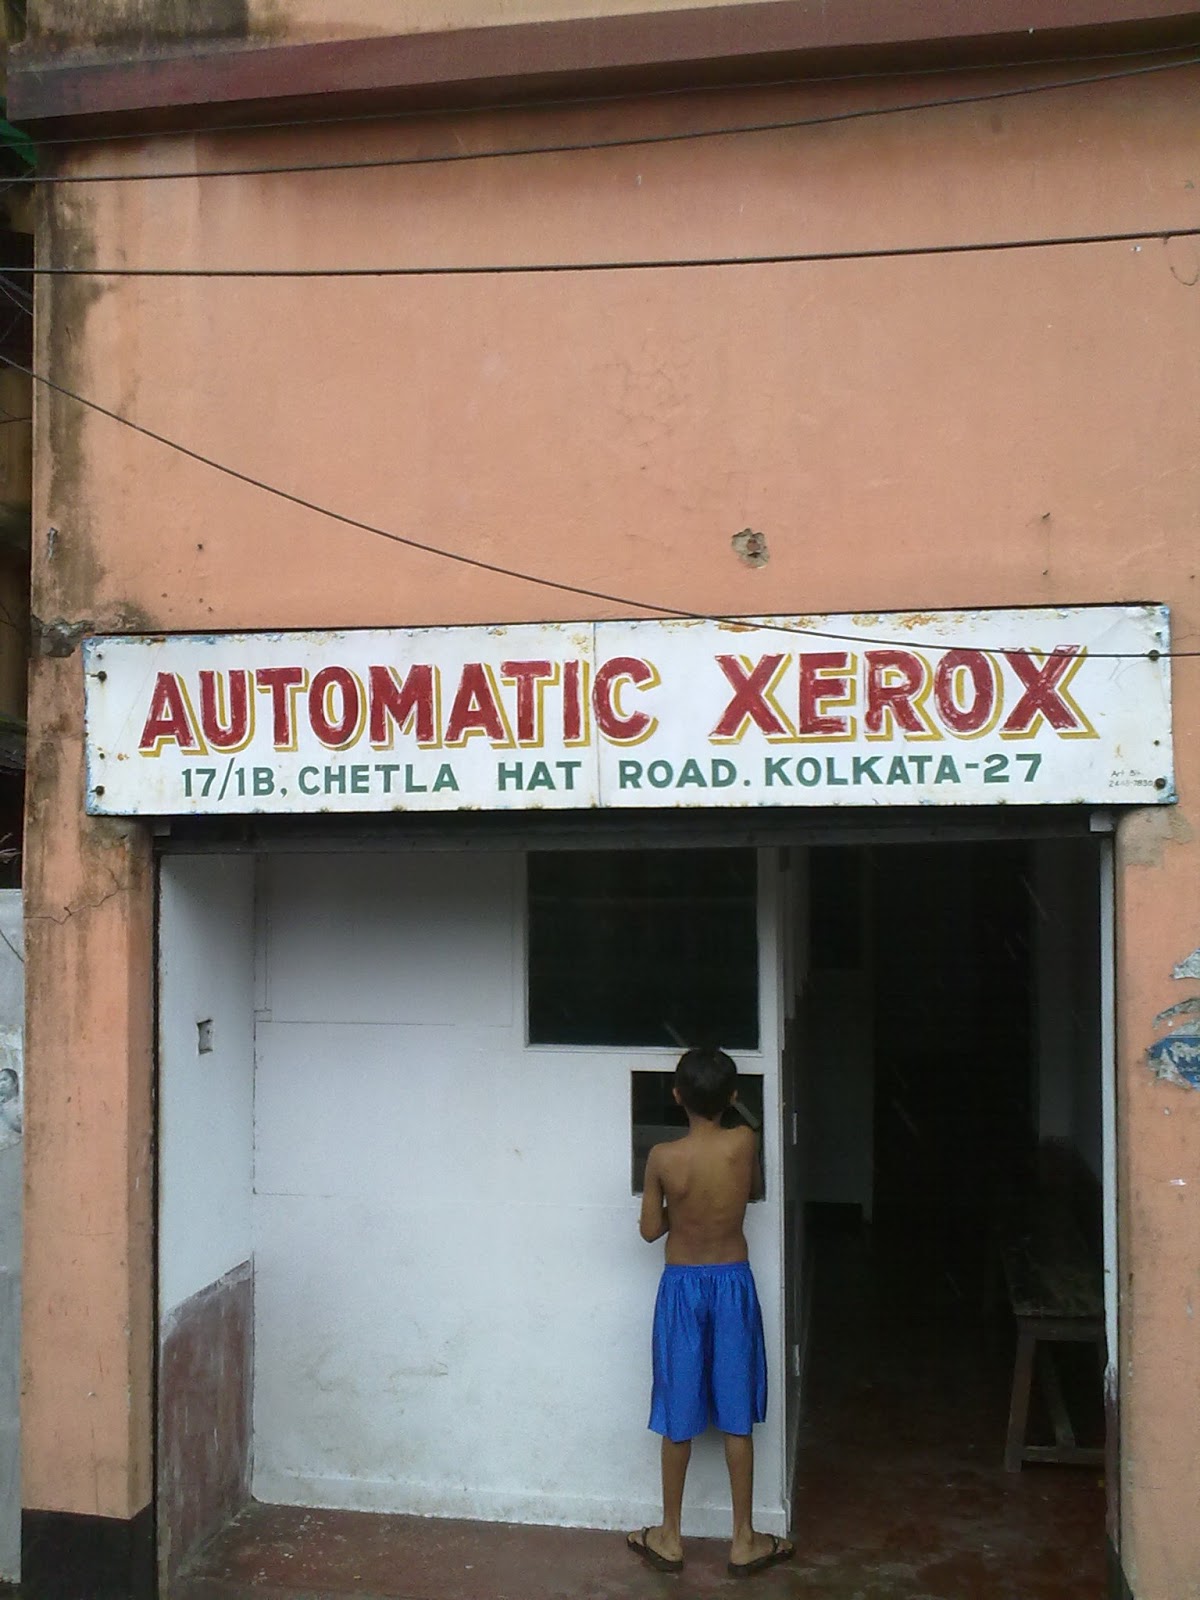 AUTOMATIC XEROX
17/1B, CHETLA HAT ROAD. KOLKATA-27